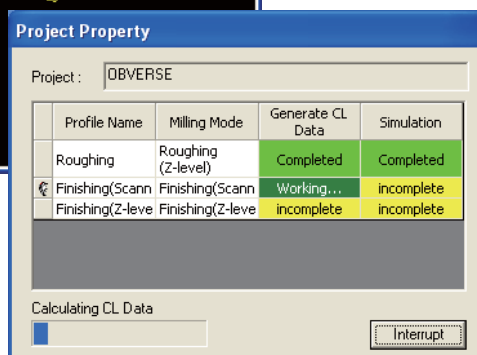 Project Property
Project : OBVERSE
Profile Name Milling Mode Generate CL Data Simulation
Roughing Roughing (Z-level) Completed Completed
Finishing(Scann Finishing(Scann Working... incomplete
Finishing(Z-leve Finishing(Z-leve incomplete incomplete
Calculating CL Data
Interrupt